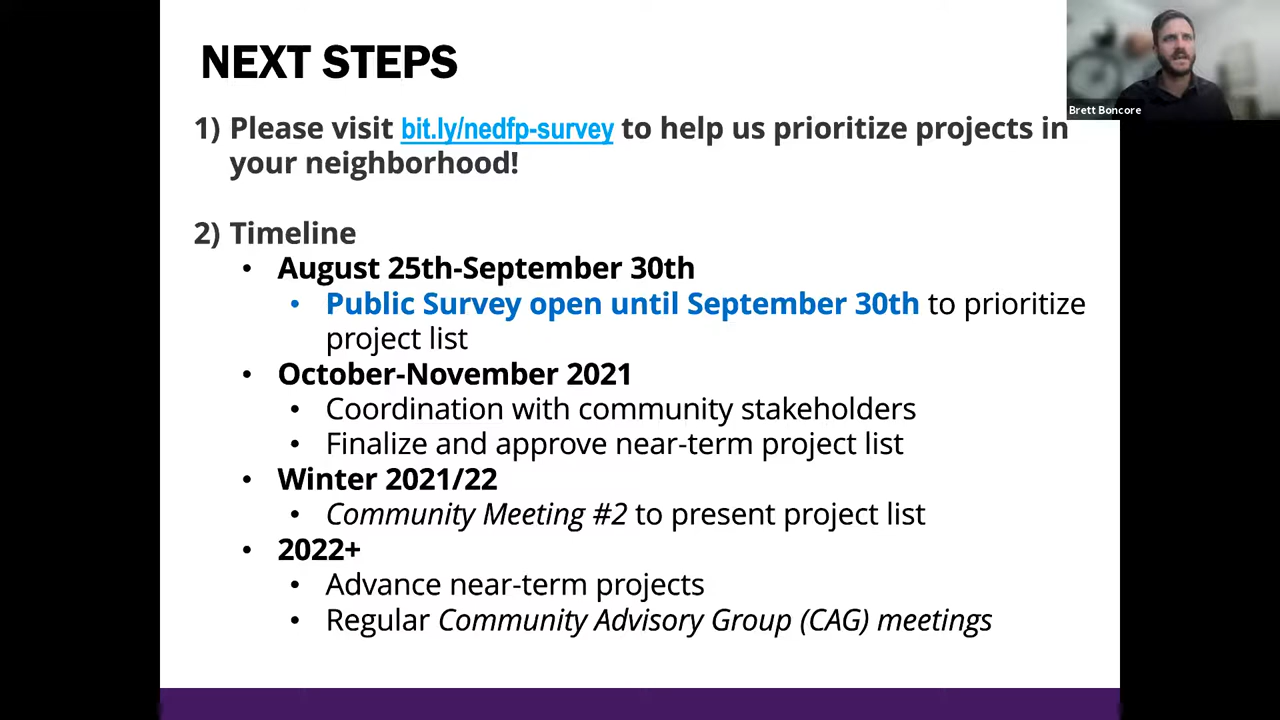 NEXT STEPS
Brett Boncore
1) Please visit bit.ly/nedfp-survey to help us prioritize projects in
your neighborhood!
2) Timeline
• August 25th-September 30th
• Public Survey open until September 30th to prioritize
project list
• October-November 2021
• Coordination with community stakeholders
• Finalize and approve near-term project list
• Winter 2021/22
• Community Meeting #2 to present project list
• 2022+
• Advance near-term projects
• Regular Community Advisory Group (CAG) meetings